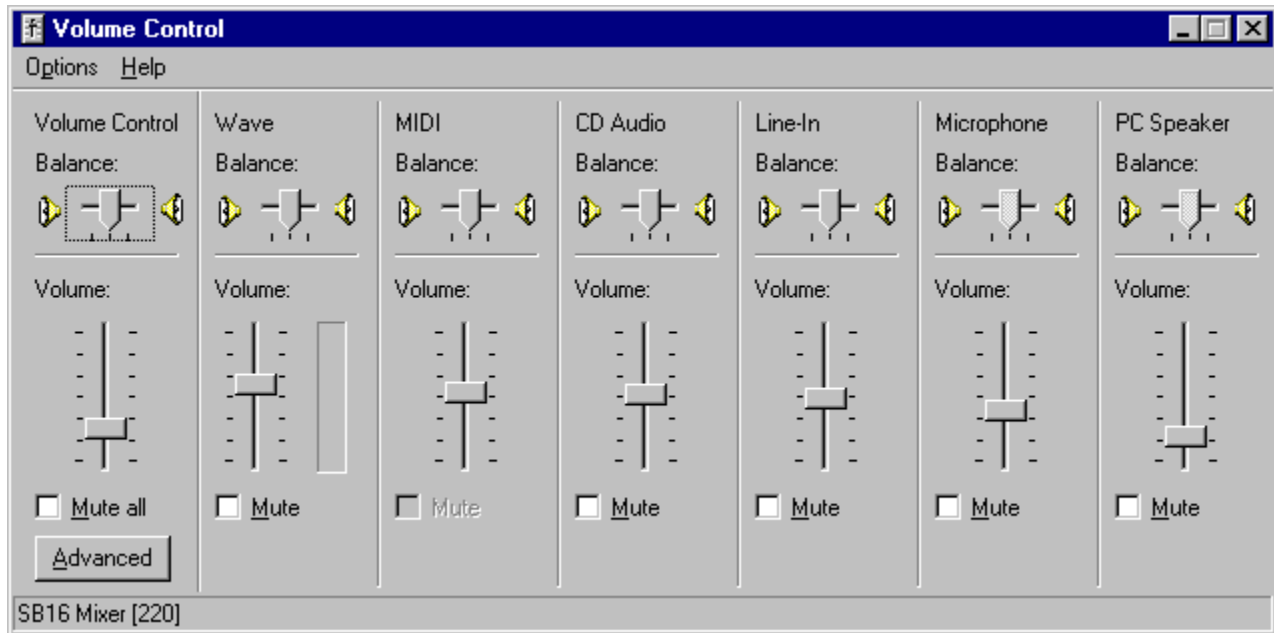 Volume Control
Options Help
Volume Control Wave MIDI CD Audio Line-In Microphone PC Speaker
Balance: Balance: Balance: Balance: Balance: Balance: Balance:
Volume: Volume: Volume: Volume: Volume: Volume: Volume:
Mute all Mute Mute Mute Mute Mute Mute
Advanced
SB16 Mixer [220]